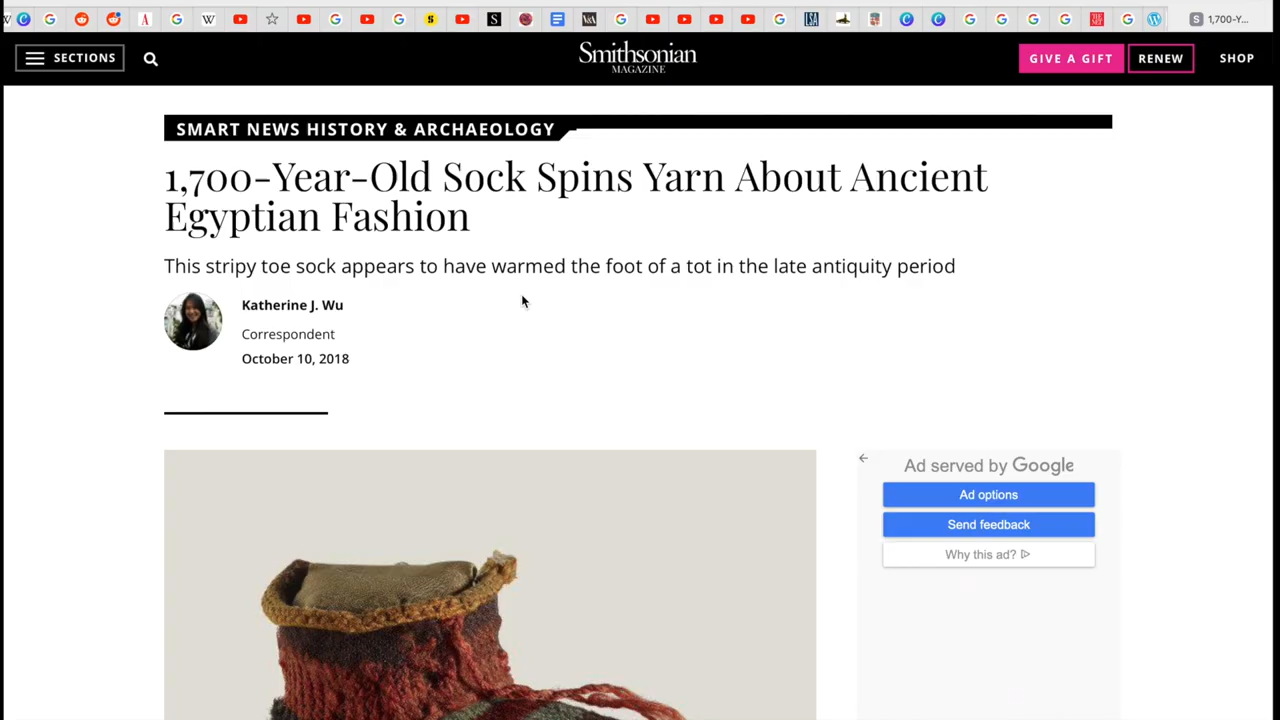 1,700-Y...
SECTIONS
Smithsonian
MAGAZINE
GIVE A GIFT
RENEW
SHOP
SMART NEWS HISTORY & ARCHAEOLOGY
1,700-Year-Old Sock Spins Yarn About Ancient
Egyptian Fashion
This stripy toe sock appears to have warmed the foot of a tot in the late antiquity period
Katherine J. Wu
Correspondent
October 10, 2018
Ad served by Google
Ad options
Send feedback
Why this ad?